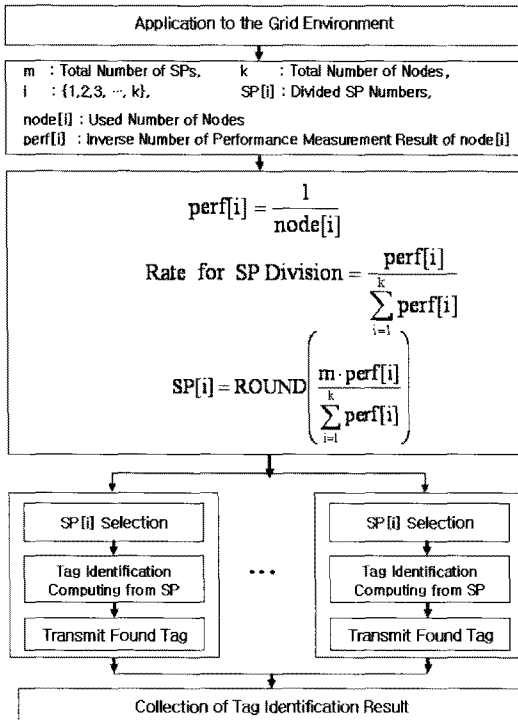 Application to the Grid Environment
m : Total Number of SPs, k : Total Number of Nodes,
i : {1,2,3, ···, k}, SP[i] : Divided SP Numbers,
node[i] : Used Number of Nodes
perf[i] : Inverse Number of Performance Measurement Result of node[i]
perf[i] = 1 / node[i]
Rate for SP Division = perf[i] / ∑_{i=1}^{k} perf[i]
SP[i] = ROUND( m·perf[i] / ∑_{i=1}^{k} perf[i] )
SP[i] Selection
Tag Identification
Computing from SP
Transmit Found Tag
...
SP[i] Selection
Tag Identification
Computing from SP
Transmit Found Tag
Collection of Tag Identification Result